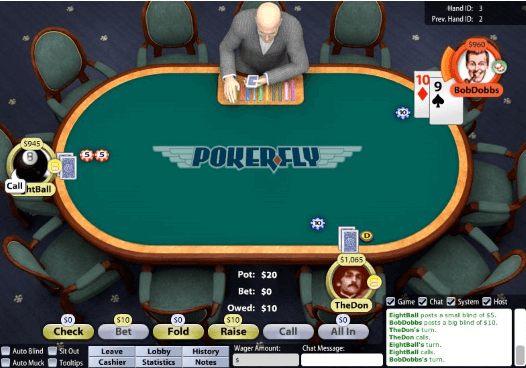 Hand ID: 3
Prev. Hand ID: 2
$960
BobDobbs
10
9
10
$945
5 5
Call
htBall
POKERFLY
10
D
$1,065
TheDon
Pot: $20
Bet: $0
Owed: $10
$0 $10 $0 $10 $0 $0
Check Bet Fold Raise Call All In
Game Chat System Host
EightBall posts a small blind of $5.
BobDobbs posts a big blind of $10.
TheDon's turn.
TheDon calls.
EightBall's turn.
EightBall calls.
BobDobbs's turn.
Auto Blind Sit Out Leave Lobby History Wager Amount: Chat Message:
Auto Muck Tooltips Cashier Statistics Notes $